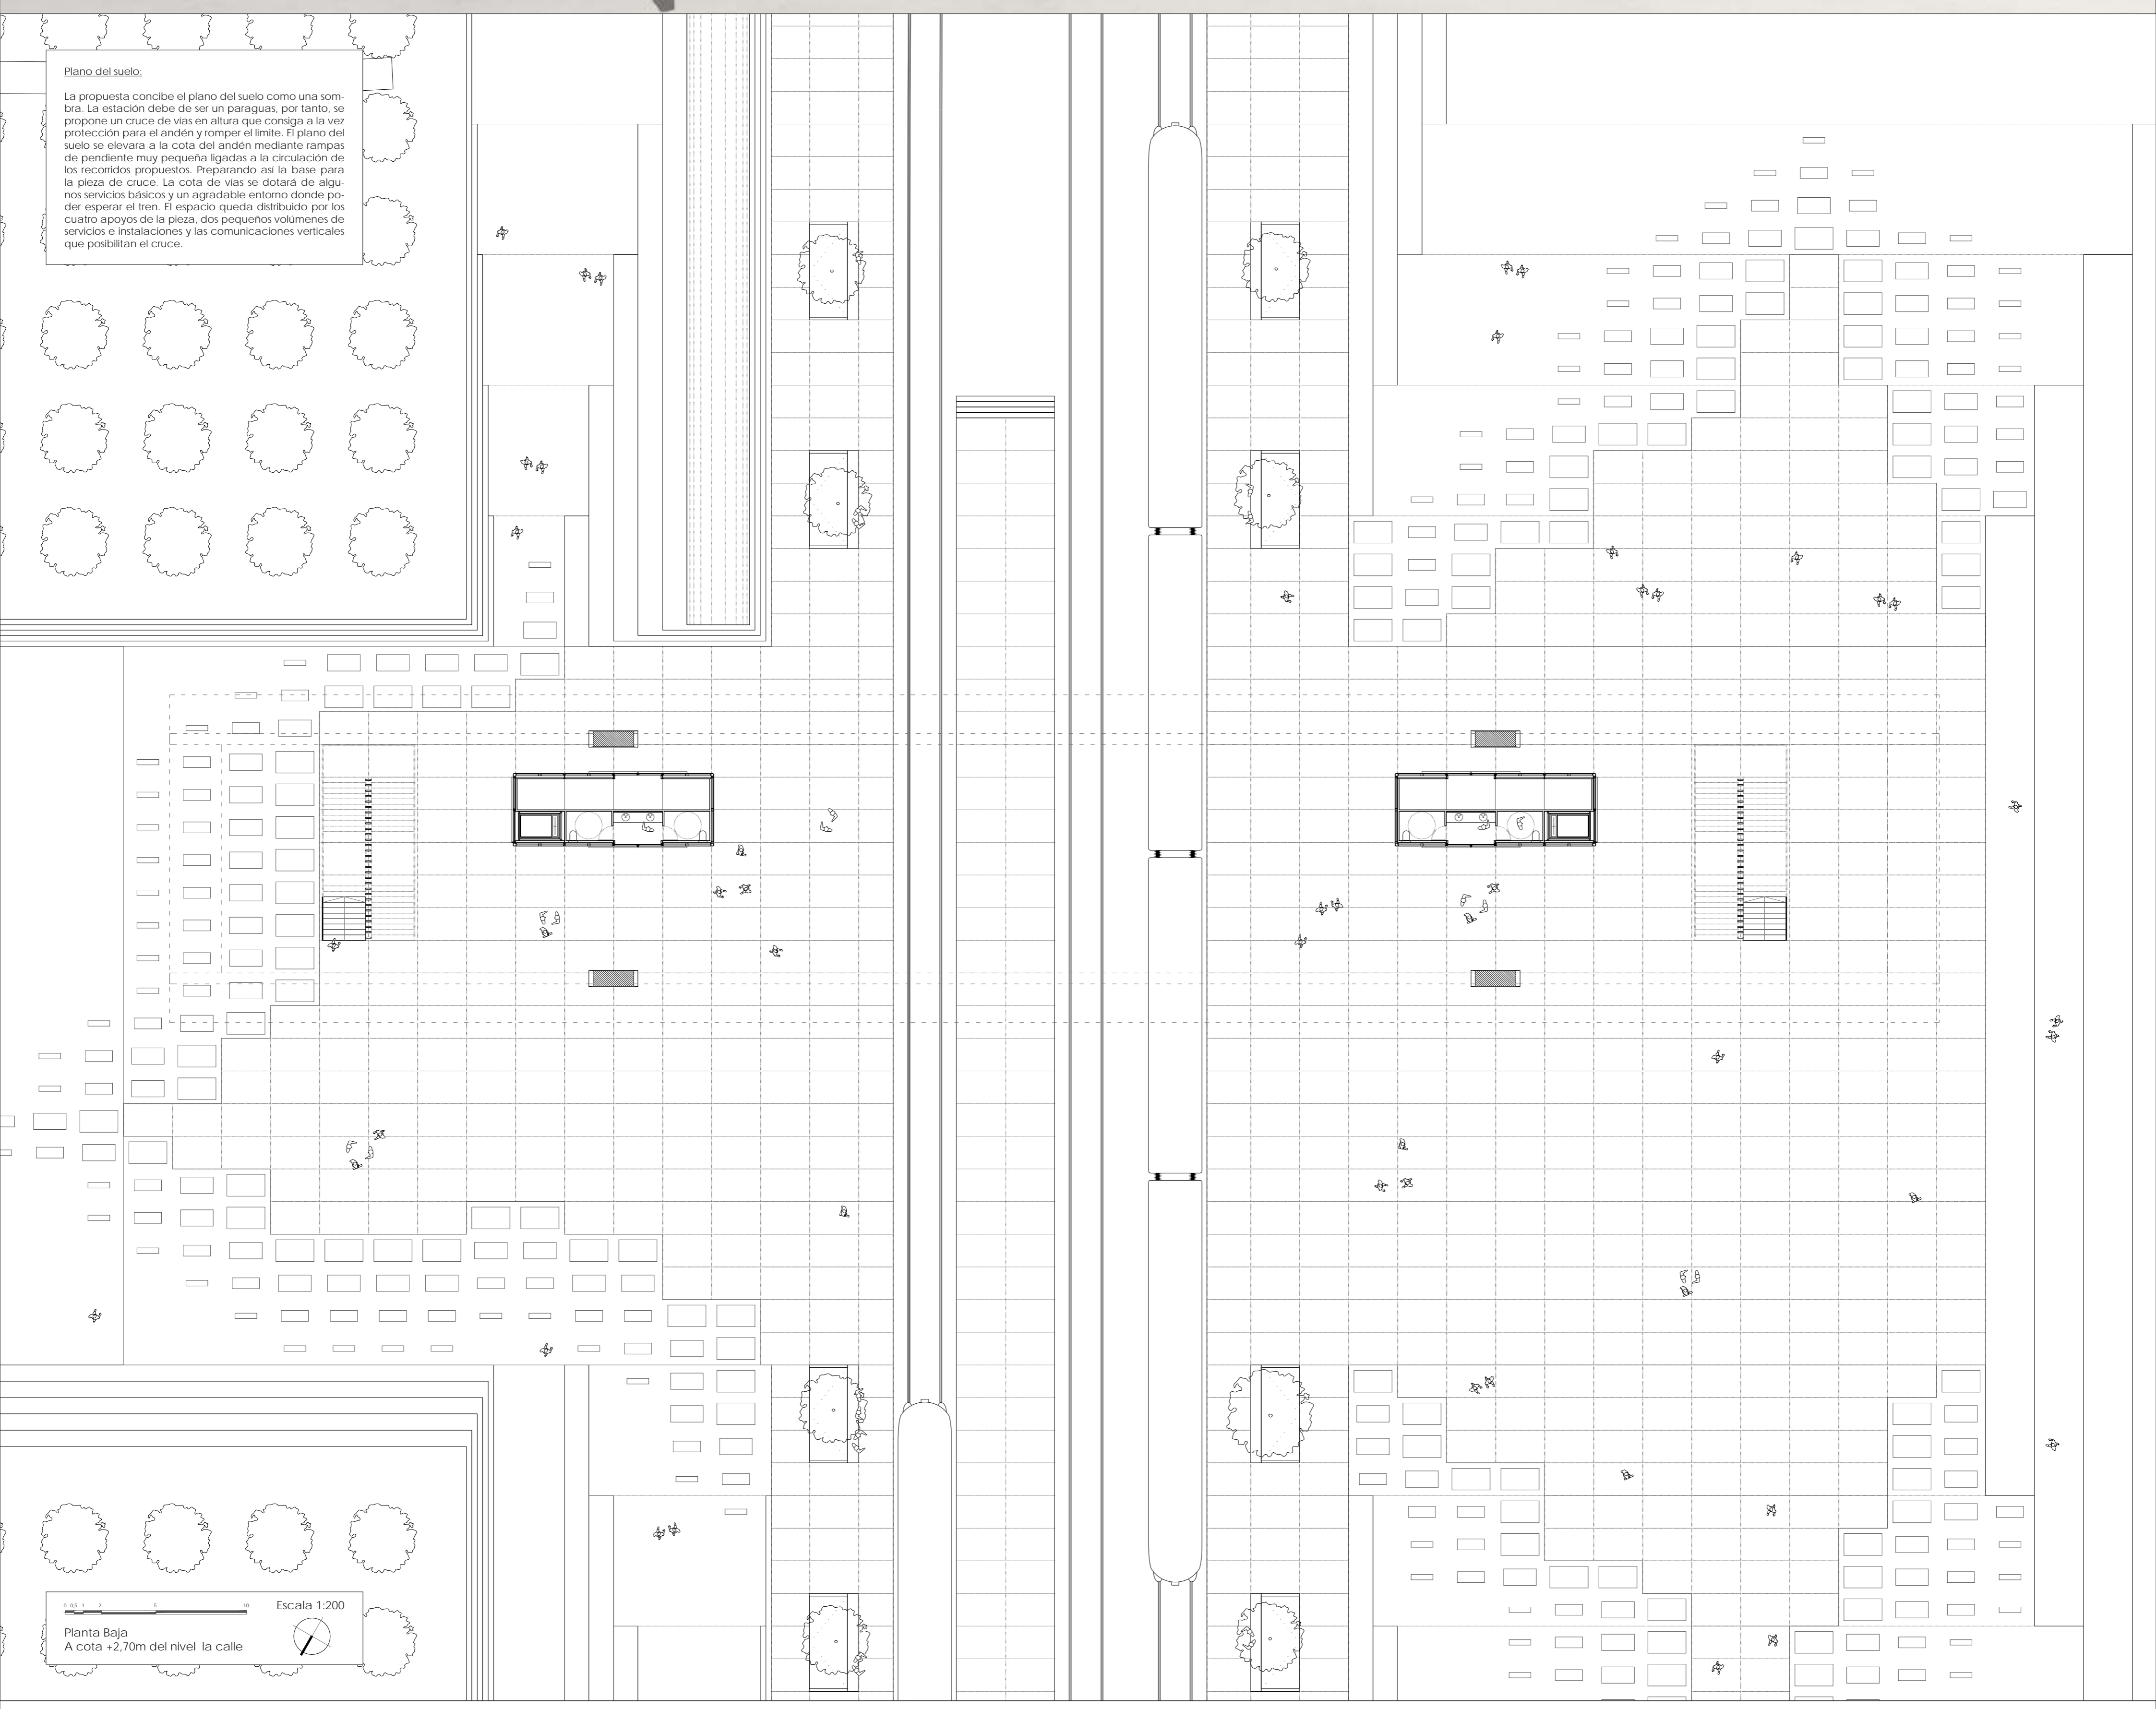 Plano del suelo:
La propuesta concibe el plano del suelo como una som-
bra. La estación debe de ser un paraguas, por tanto, se
propone un cruce de vías en altura que consiga a la vez
protección para el andén y romper el límite. El plano del
suelo se elevara a la cota del andén mediante rampas
de pendiente muy pequeña ligadas a la circulación de
los recorridos propuestos. Preparando así la base para
la pieza de cruce. La cota de vías se dotará de algu-
nos servicios básicos y un agradable entorno donde po-
der esperar el tren. El espacio queda distribuido por los
cuatro apoyos de la pieza, dos pequeños volúmenes de
servicios e instalaciones y las comunicaciones verticales
que posibilitan el cruce.
0 0.5 1 2 5 10
Escala 1:200
Planta Baja
A cota +2,70m del nivel la calle